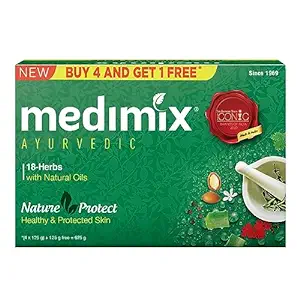 NEW
BUY 4 AND GET 1 FREE*
Since 1969
medimix®
AYURVEDIC
ICONIC
18-Herbs
with Natural Oils
Nature Protect
Healthy & Protected Skin